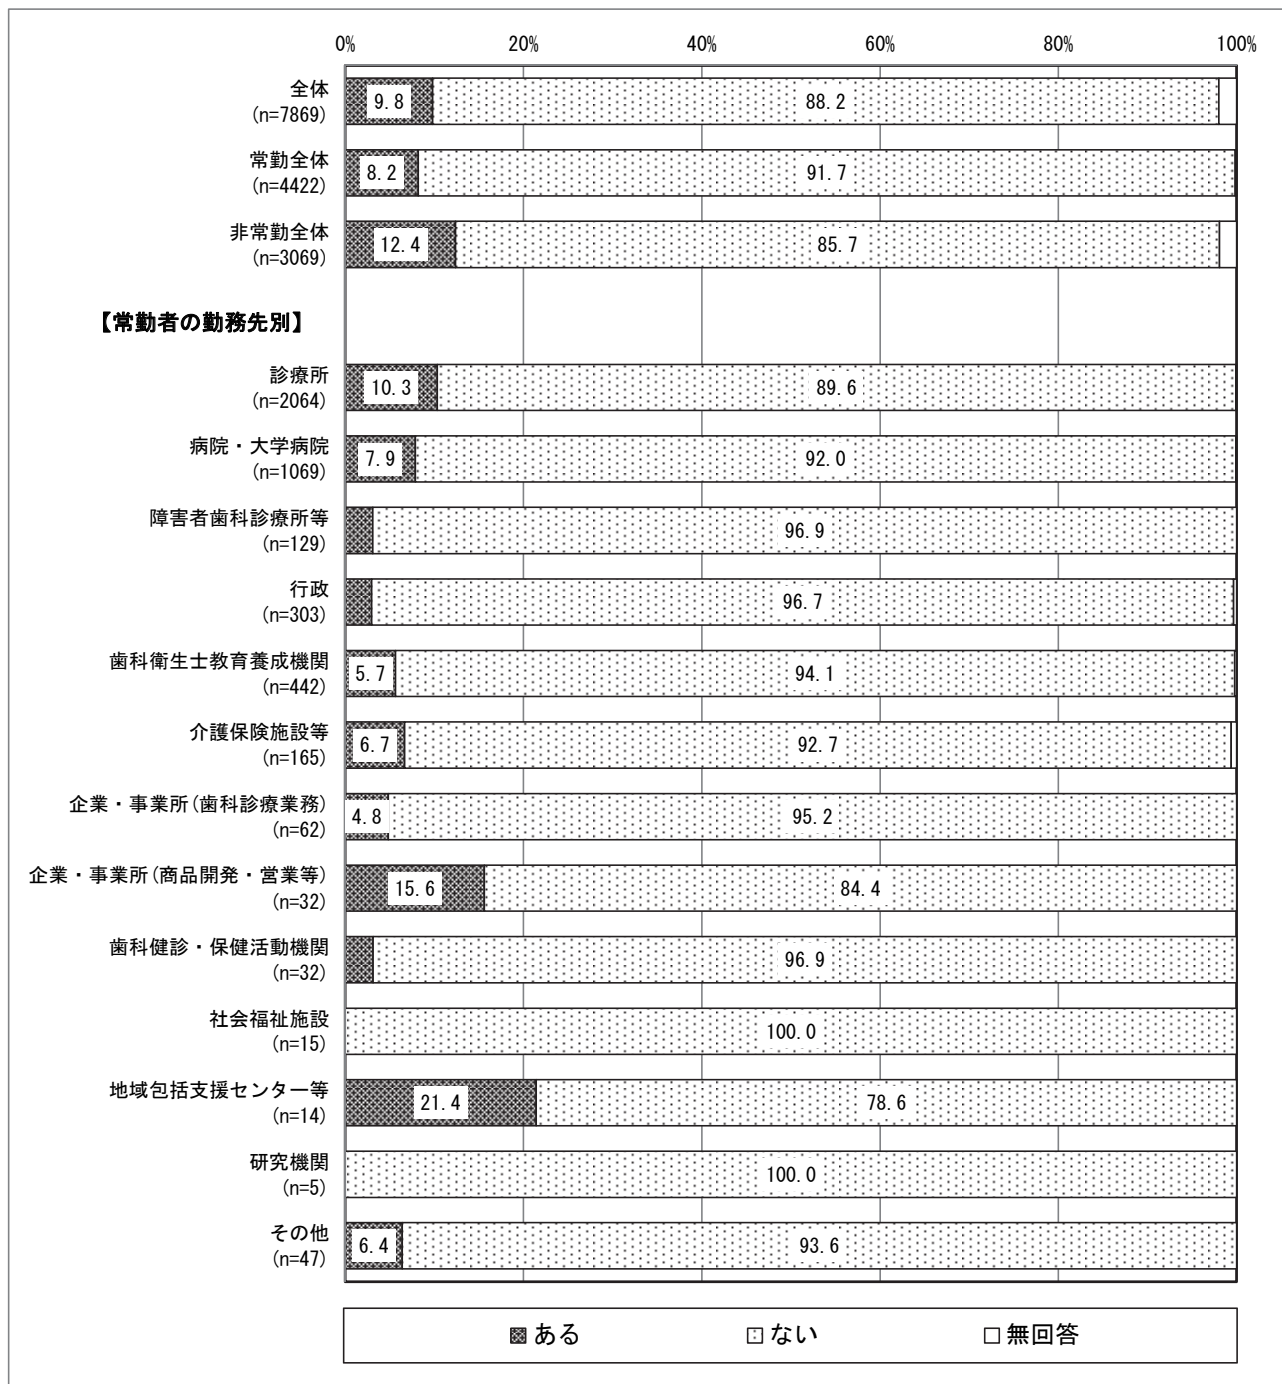 0% 20% 40% 60% 80% 100%
全体
(n=7869)
9.8 88.2
常勤全体
(n=4422)
8.2 91.7
非常勤全体
(n=3069)
12.4 85.7
【常勤者の勤務先別】
診療所
(n=2064)
10.3 89.6
病院・大学病院
(n=1069)
7.9 92.0
障害者歯科診療所等
(n=129)
96.9
行政
(n=303)
96.7
歯科衛生士教育養成機関
(n=442)
5.7 94.1
介護保険施設等
(n=165)
6.7 92.7
企業・事業所(歯科診療業務)
(n=62)
4.8 95.2
企業・事業所(商品開発・営業等)
(n=32)
15.6 84.4
歯科健診・保健活動機関
(n=32)
96.9
社会福祉施設
(n=15)
100.0
地域包括支援センター等
(n=14)
21.4 78.6
研究機関
(n=5)
100.0
その他
(n=47)
6.4 93.6
ある ない 無回答